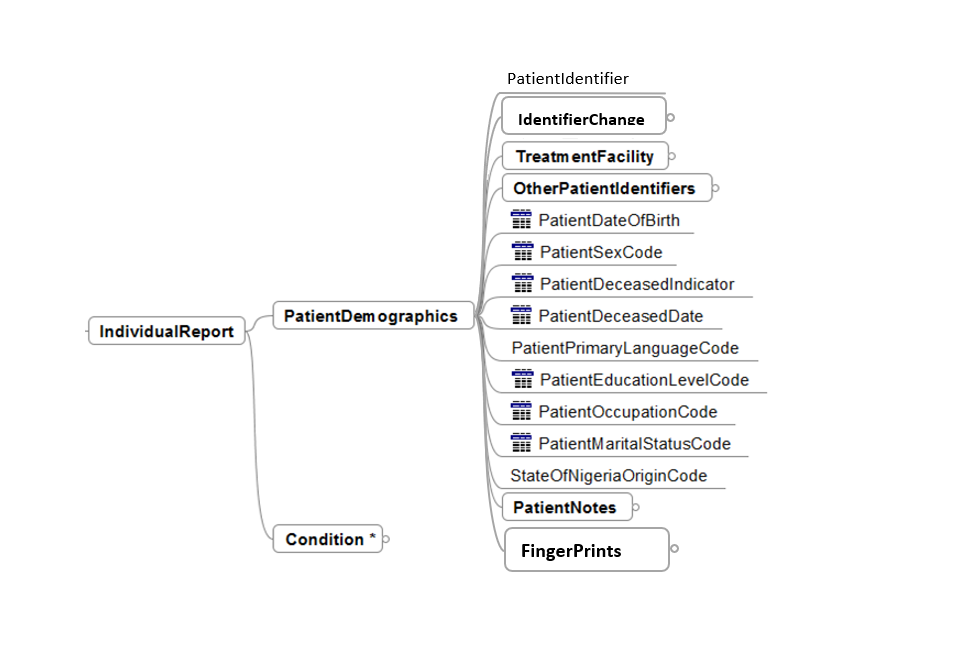 PatientIdentifier
IdentifierChange
TreatmentFacility
OtherPatientIdentifiers
PatientDateOfBirth
PatientSexCode
PatientDeceasedIndicator
PatientDemographics
PatientDeceasedDate
IndividualReport
PatientPrimaryLanguageCode
PatientEducationLevelCode
PatientOccupationCode
PatientMaritalStatusCode
StateOfNigeriaOriginCode
PatientNotes
Condition *
FingerPrints